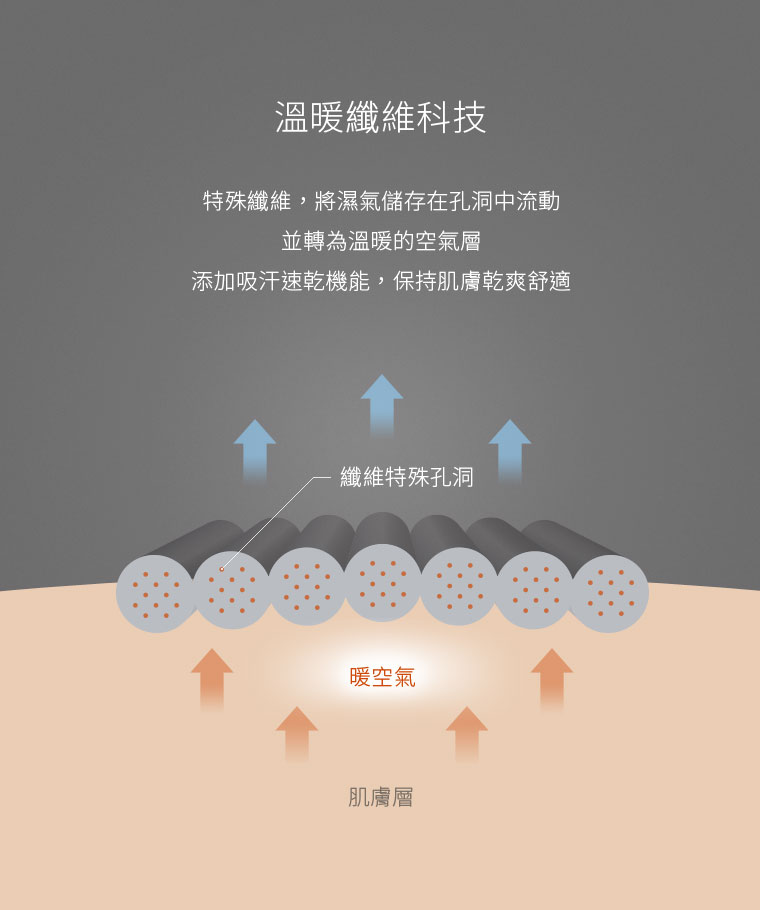 溫暖纖維科技
特殊纖維，將濕氣儲存在孔洞中流動
並轉為溫暖的空氣層
添加吸汗速乾機能，保持肌膚乾爽舒適
纖維特殊孔洞
暖空氣
肌膚層